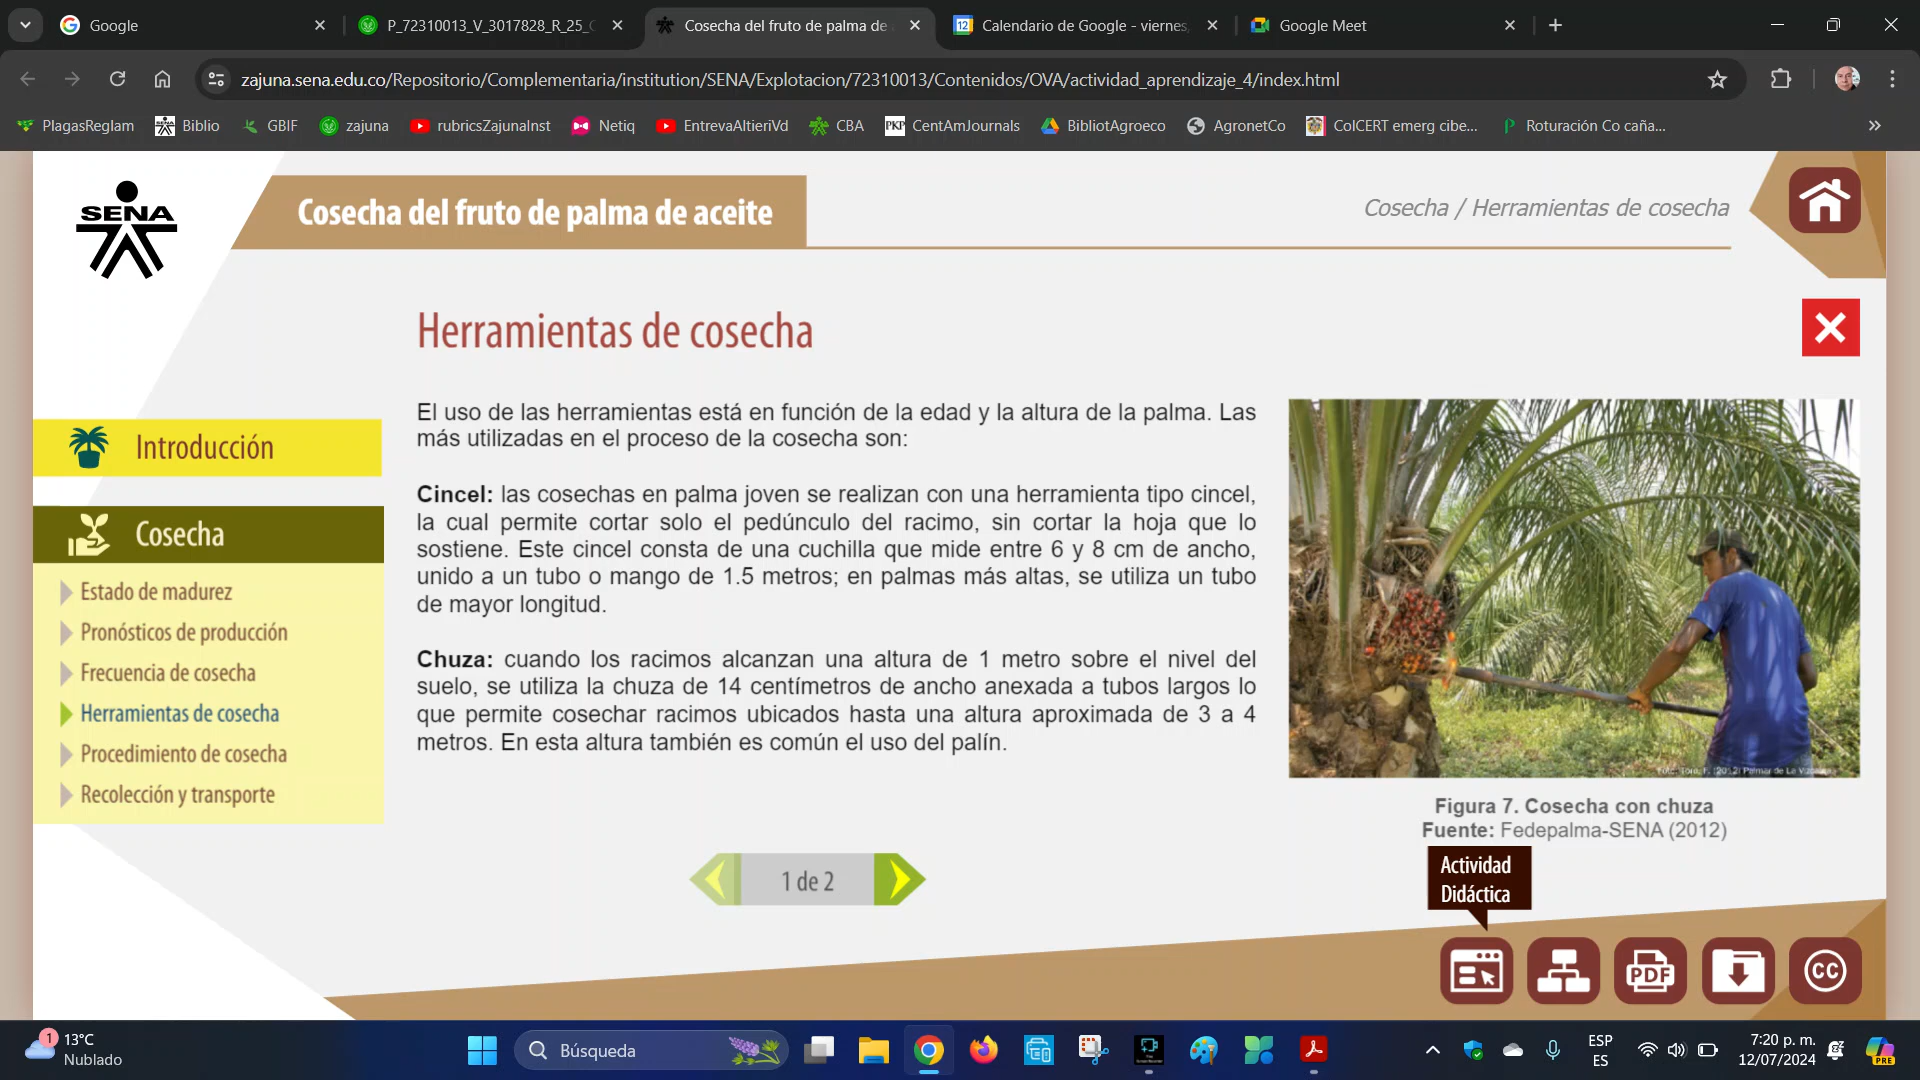 Google
P_72310013_V_3017828_R_25_C
Cosecha del fruto de palma de
Calendario de Google - viernes,
Google Meet
zajuna.sena.edu.co/Repositorio/Complementaria/institution/SENA/Explotacion/72310013/Contenidos/OVA/actividad_aprendizaje_4/index.html
PlagasReglam
Biblio
GBIF
zajuna
rubricsZajunaInst
Netiq
EntrevaAltieriVd
CBA
CentAmJournals
BibliotAgroeco
AgronetCo
ColCERT emerg cibe...
Roturación Co caña...
SENA
Cosecha del fruto de palma de aceite
Cosecha / Herramientas de cosecha
Herramientas de cosecha
Introducción
Cosecha
Estado de madurez
Pronósticos de producción
Frecuencia de cosecha
Herramientas de cosecha
Procedimiento de cosecha
Recolección y transporte
El uso de las herramientas está en función de la edad y la altura de la palma. Las
más utilizadas en el proceso de la cosecha son:
Cincel: las cosechas en palma joven se realizan con una herramienta tipo cincel,
la cual permite cortar solo el pedúnculo del racimo, sin cortar la hoja que lo
sostiene. Este cincel consta de una cuchilla que mide entre 6 y 8 cm de ancho,
unido a un tubo o mango de 1.5 metros; en palmas más altas, se utiliza un tubo
de mayor longitud.
Chuza: cuando los racimos alcanzan una altura de 1 metro sobre el nivel del
suelo, se utiliza la chuza de 14 centímetros de ancho anexada a tubos largos lo
que permite cosechar racimos ubicados hasta una altura aproximada de 3 a 4
metros. En esta altura también es común el uso del palín.
1 de 2
Foto: Toro, F. (2012) Palmar de La Vizcaína
Figura 7. Cosecha con chuza
Fuente: Fedepalma-SENA (2012)
Actividad
Didáctica
PDF
CC
1
13°C
Nublado
Búsqueda
ESP
ES
7:20 p. m.
12/07/2024
PRE